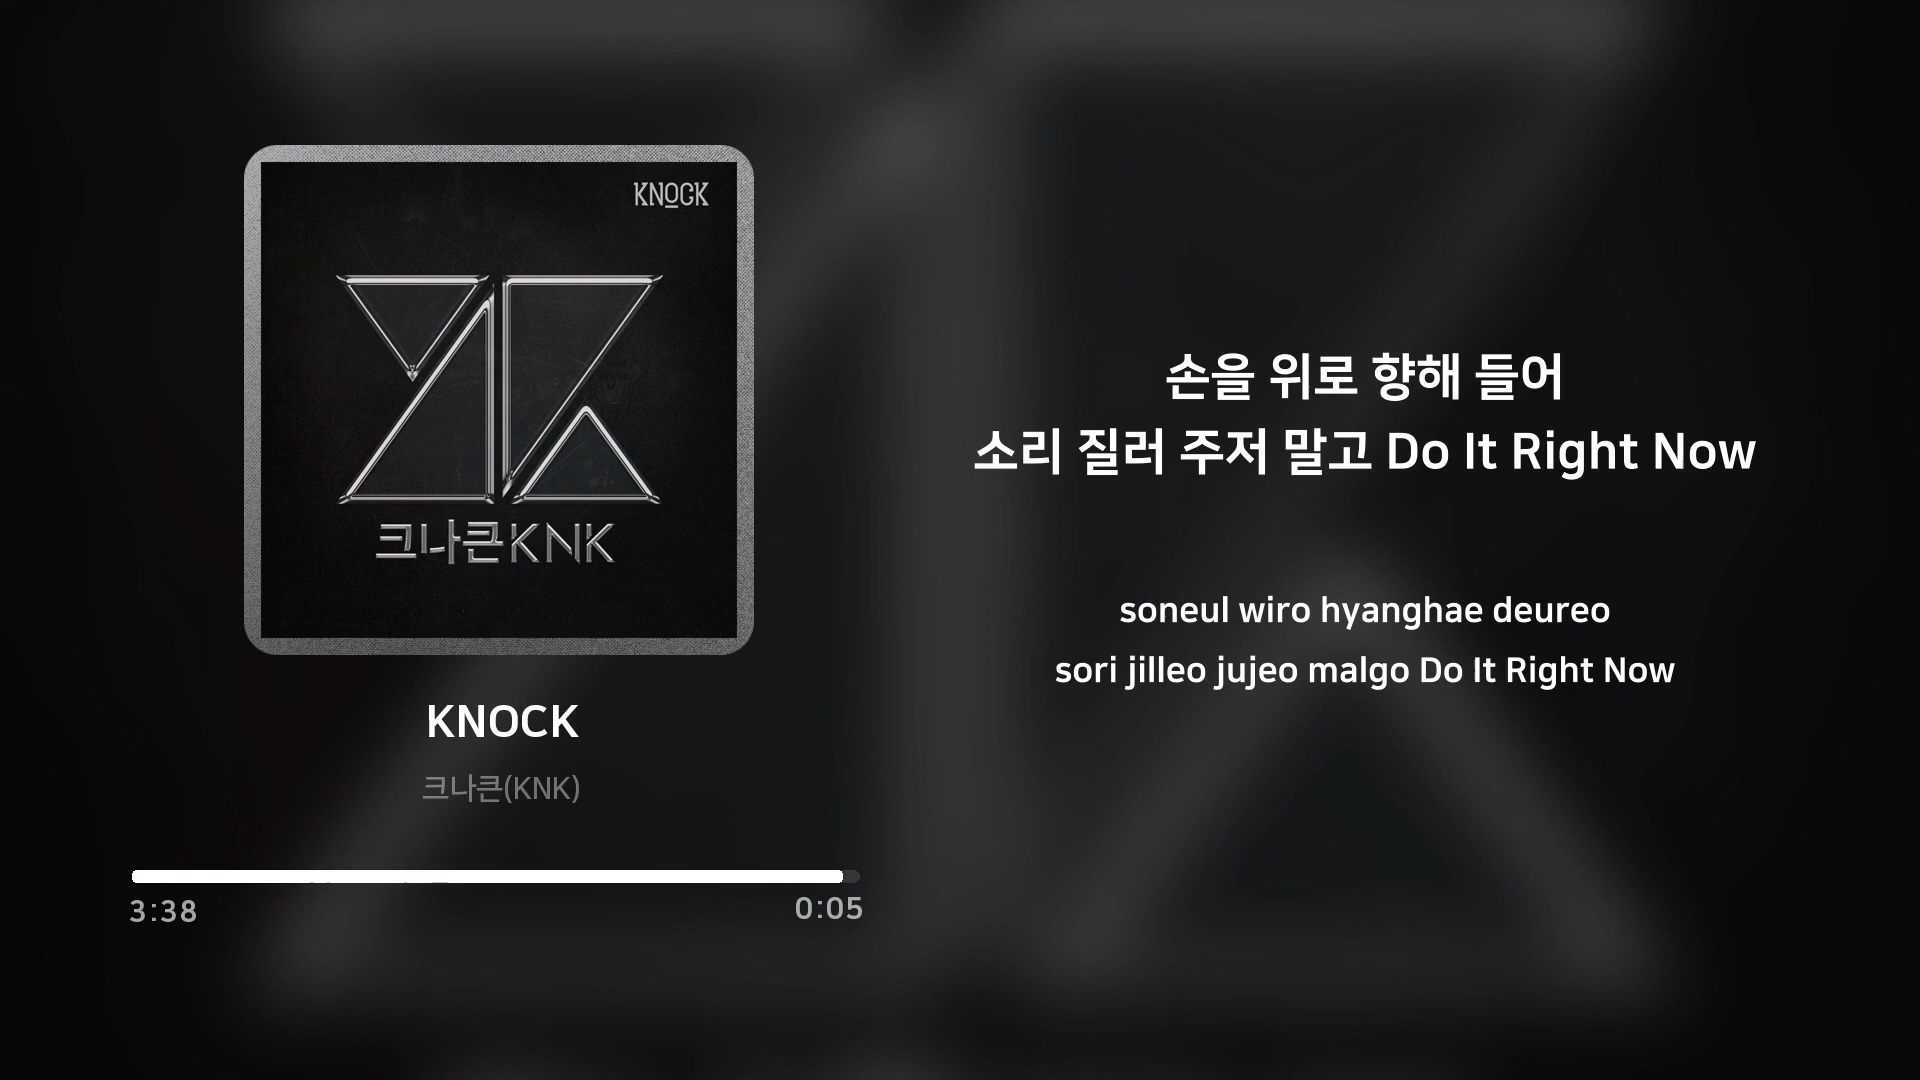 KNOCK
크나큰KNK
KNOCK
크나큰(KNK)
3:38
0:05
손을 위로 향해 들어
소리 질러 주저 말고 Do It Right Now
soneul wiro hyanghae deureo
sori jilleo jujeo malgo Do It Right Now